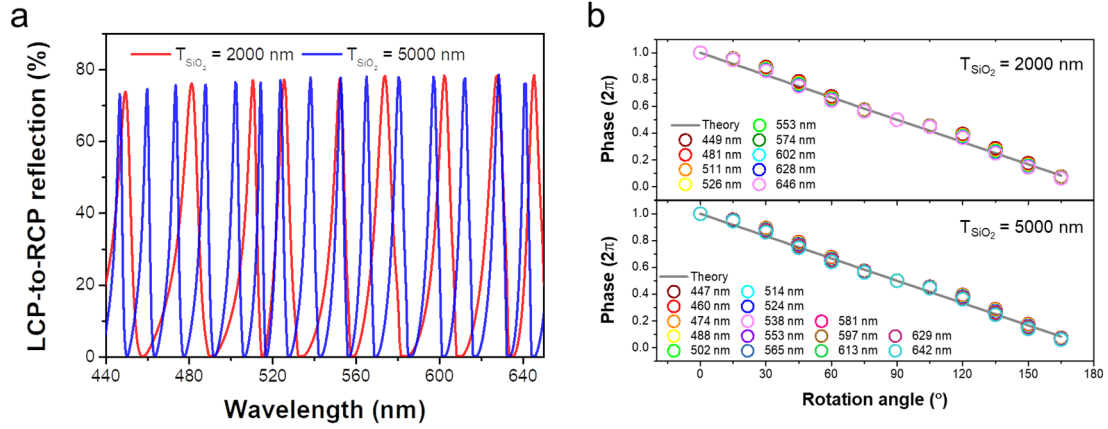 a
LCP-to-RCP reflection (%)
90
80
60
40
20
0
T_SiO₂ = 2000 nm
T_SiO₂ = 5000 nm
440 480 520 560 600 640
Wavelength (nm)
b
Phase (2π)
1.0
0.8
0.6
0.4
0.2
0.0
T_SiO₂ = 2000 nm
Theory
449 nm
481 nm
511 nm
526 nm
553 nm
574 nm
602 nm
628 nm
646 nm
Phase (2π)
1.0
0.8
0.6
0.4
0.2
0.0
T_SiO₂ = 5000 nm
Theory
447 nm
460 nm
474 nm
488 nm
502 nm
514 nm
524 nm
538 nm
553 nm
565 nm
581 nm
597 nm
613 nm
629 nm
642 nm
0 30 60 90 120 150 180
Rotation angle (°)